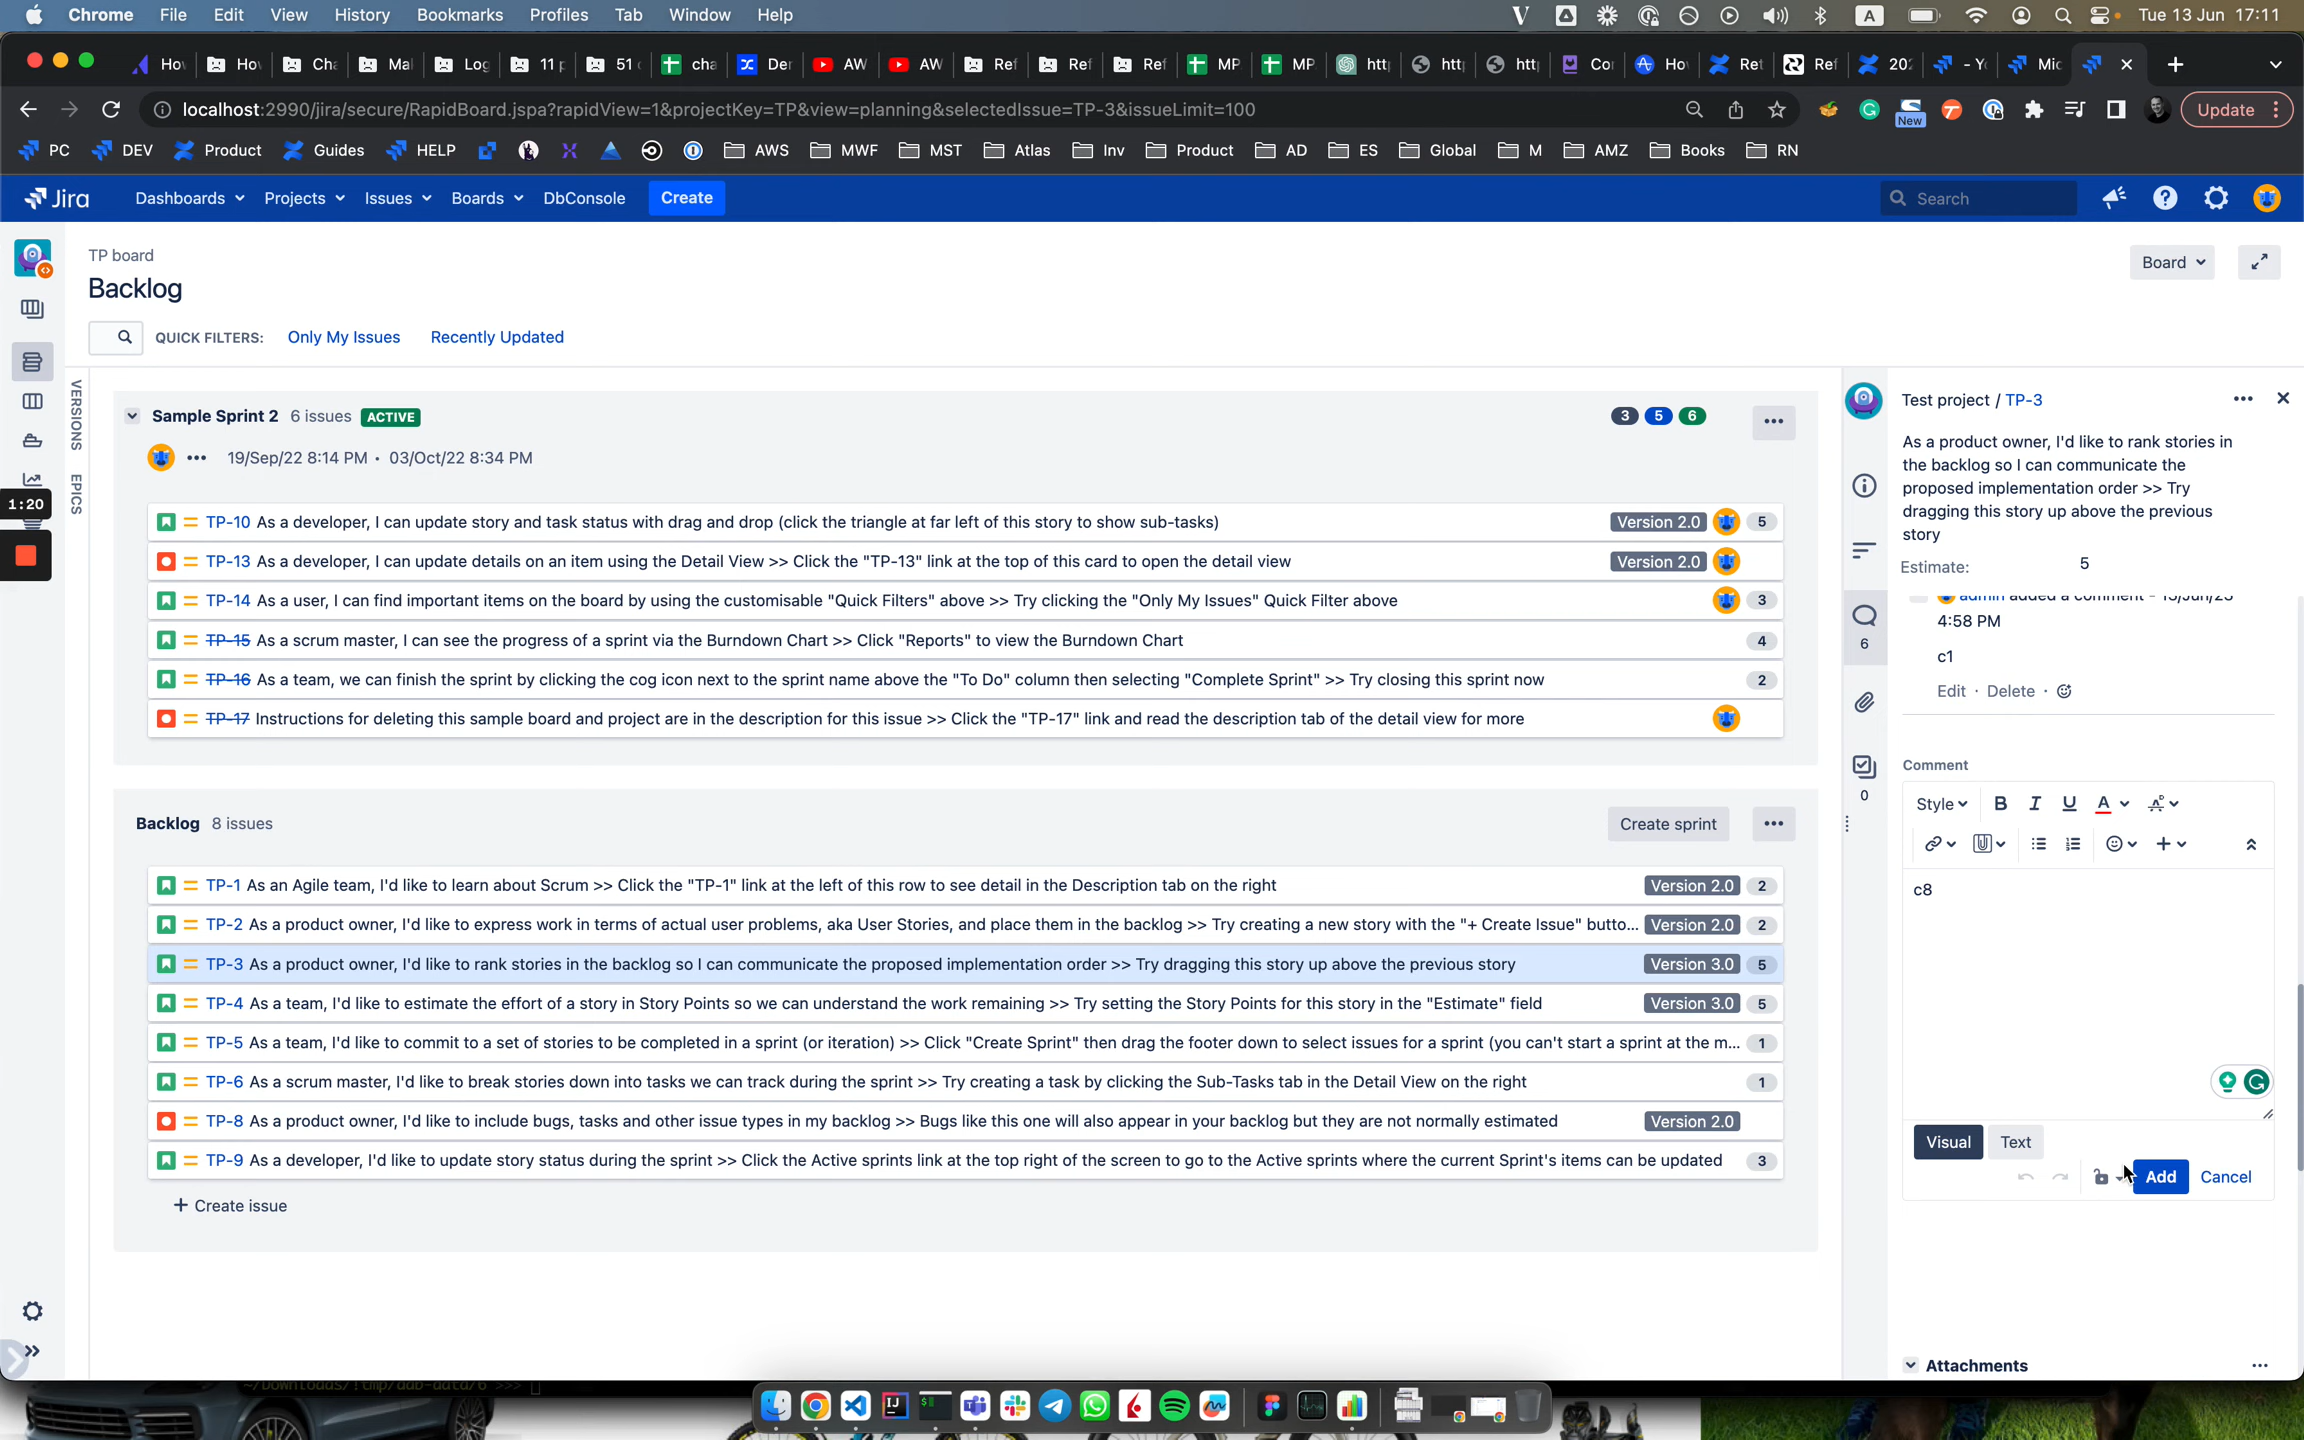 Chrome File Edit View History Bookmarks Profiles Tab Window Help
A Tue 13 Jun 17:11
localhost:2990/jira/secure/RapidBoard.jspa?rapidView=1&projectKey=TP&view=planning&selectedIssue=TP-3&issueLimit=100
New Update
PC DEV Product Guides HELP AWS MWF MST Atlas Inv Product AD ES Global M AMZ Books RN
Jira Dashboards Projects Issues Boards DbConsole Create Search
TP board
Backlog
Board
QUICK FILTERS: Only My Issues Recently Updated
VERSIONS
EPICS
1:20
Sample Sprint 2 6 issues ACTIVE 3 5 6
19/Sep/22 8:14 PM • 03/Oct/22 8:34 PM
TP-10 As a developer, I can update story and task status with drag and drop (click the triangle at far left of this story to show sub-tasks) Version 2.0 5
TP-13 As a developer, I can update details on an item using the Detail View >> Click the "TP-13" link at the top of this card to open the detail view Version 2.0
TP-14 As a user, I can find important items on the board by using the customisable "Quick Filters" above >> Try clicking the "Only My Issues" Quick Filter above 3
TP-15 As a scrum master, I can see the progress of a sprint via the Burndown Chart >> Click "Reports" to view the Burndown Chart 4
TP-16 As a team, we can finish the sprint by clicking the cog icon next to the sprint name above the "To Do" column then selecting "Complete Sprint" >> Try closing this sprint now 2
TP-17 Instructions for deleting this sample board and project are in the description for this issue >> Click the "TP-17" link and read the description tab of the detail view for more
Backlog 8 issues Create sprint
TP-1 As an Agile team, I'd like to learn about Scrum >> Click the "TP-1" link at the left of this row to see detail in the Description tab on the right Version 2.0 2
TP-2 As a product owner, I'd like to express work in terms of actual user problems, aka User Stories, and place them in the backlog >> Try creating a new story with the "+ Create Issue" butto... Version 2.0 2
TP-3 As a product owner, I'd like to rank stories in the backlog so I can communicate the proposed implementation order >> Try dragging this story up above the previous story Version 3.0 5
TP-4 As a team, I'd like to estimate the effort of a story in Story Points so we can understand the work remaining >> Try setting the Story Points for this story in the "Estimate" field Version 3.0 5
TP-5 As a team, I'd like to commit to a set of stories to be completed in a sprint (or iteration) >> Click "Create Sprint" then drag the footer down to select issues for a sprint (you can't start a sprint at the m... 1
TP-6 As a scrum master, I'd like to break stories down into tasks we can track during the sprint >> Try creating a task by clicking the Sub-Tasks tab in the Detail View on the right 1
TP-8 As a product owner, I'd like to include bugs, tasks and other issue types in my backlog >> Bugs like this one will also appear in your backlog but they are not normally estimated Version 2.0
TP-9 As a developer, I'd like to update story status during the sprint >> Click the Active sprints link at the top right of the screen to go to the Active sprints where the current Sprint's items can be updated 3
+ Create issue
Test project / TP-3
As a product owner, I'd like to rank stories in
the backlog so I can communicate the
proposed implementation order >> Try
dragging this story up above the previous
story
Estimate: 5
admin added a comment -
4:58 PM
c1
Edit · Delete ·
6
0
Comment
Style B I U A
c8
Visual Text
Add Cancel
Attachments